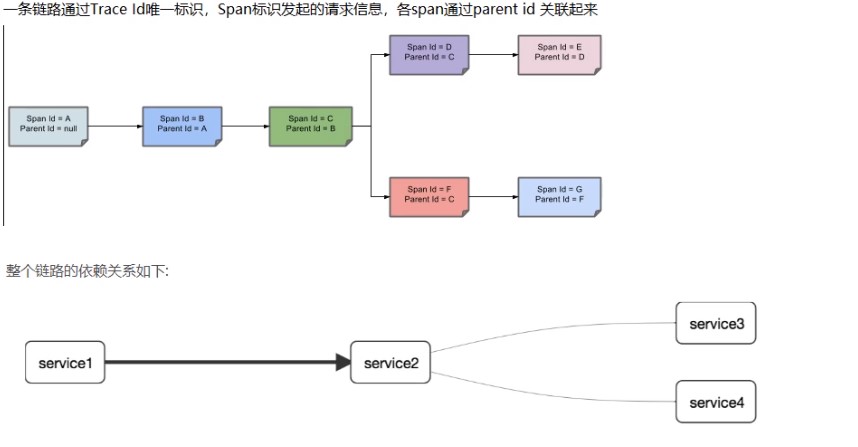 一条链路通过Trace Id唯一标识，Span标识发起的请求信息，各span通过parent id 关联起来
Span Id = A
Parent Id = null
Span Id = B
Parent Id = A
Span Id = C
Parent Id = B
Span Id = D
Parent Id = C
Span Id = E
Parent Id = D
Span Id = F
Parent Id = C
Span Id = G
Parent Id = F
整个链路的依赖关系如下:
service1
service2
service3
service4